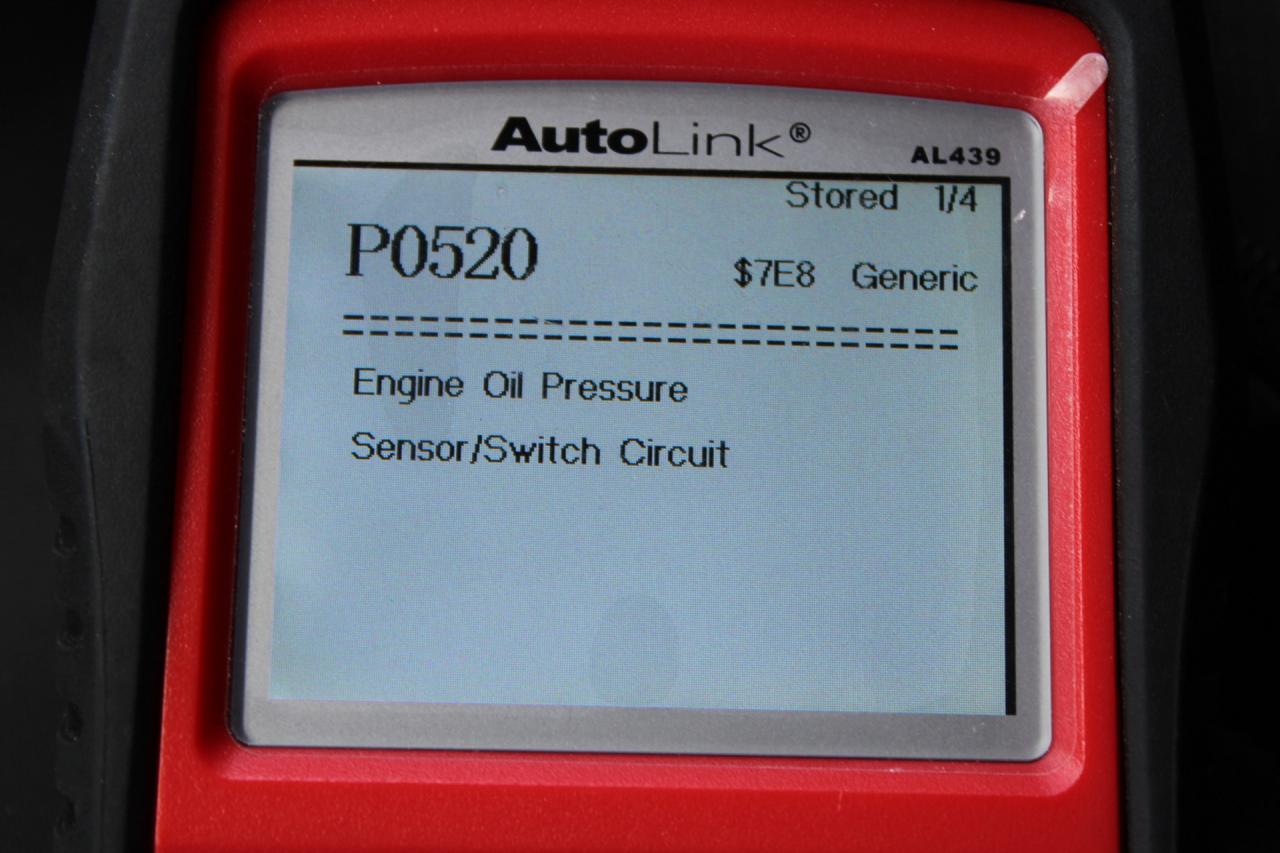 AutoLink®
AL439
Stored 1/4
P0520 $7E8 Generic
Engine Oil Pressure
Sensor/Switch Circuit